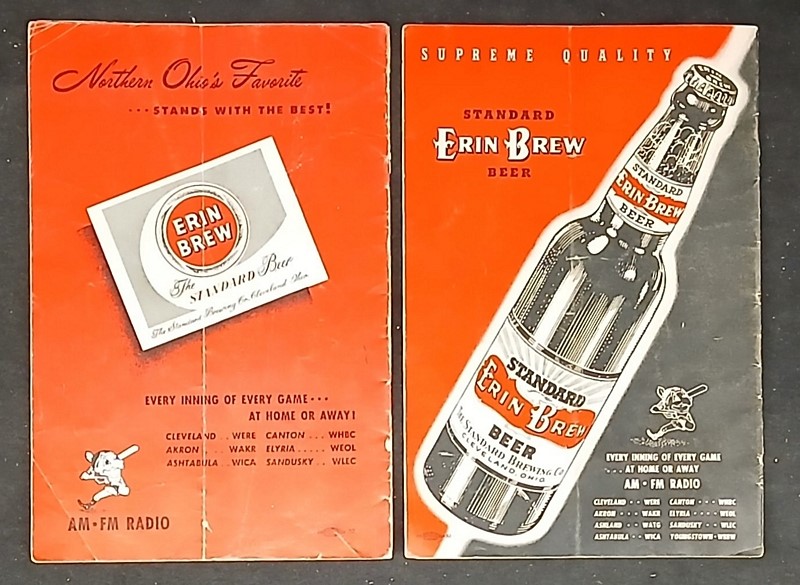 Northern Ohio's Favorite
...STANDS WITH THE BEST!
ERIN
BREW
The
STANDARD Beer
The Standard Brewing Co. Cleveland, Ohio
EVERY INNING OF EVERY GAME...
AT HOME OR AWAY!
CLEVELAND .. WERE CANTON ... WHBC
AKRON .... WAKR ELYRIA ..... WEOL
ASHTABULA .. WICA SANDUSKY .. WLEC
AM-FM RADIO
SUPREME QUALITY
STANDARD
ERIN BREW
BEER
STANDARD
ERIN BREW
BEER
STANDARD
ERIN BREW
BEER
THE STANDARD BREWING CO.
CLEVELAND, OHIO
EVERY INNING OF EVERY GAME
...AT HOME OR AWAY
AM-FM RADIO
CLEVELAND ... WERE CANTON .... WHBC
AKRON .... WAKR ELYRIA .... WEOL
ASHLAND .... WATG SANDUSKY ... WLEC
ASHTABULA .. WICA YOUNGSTOWN-WBBW